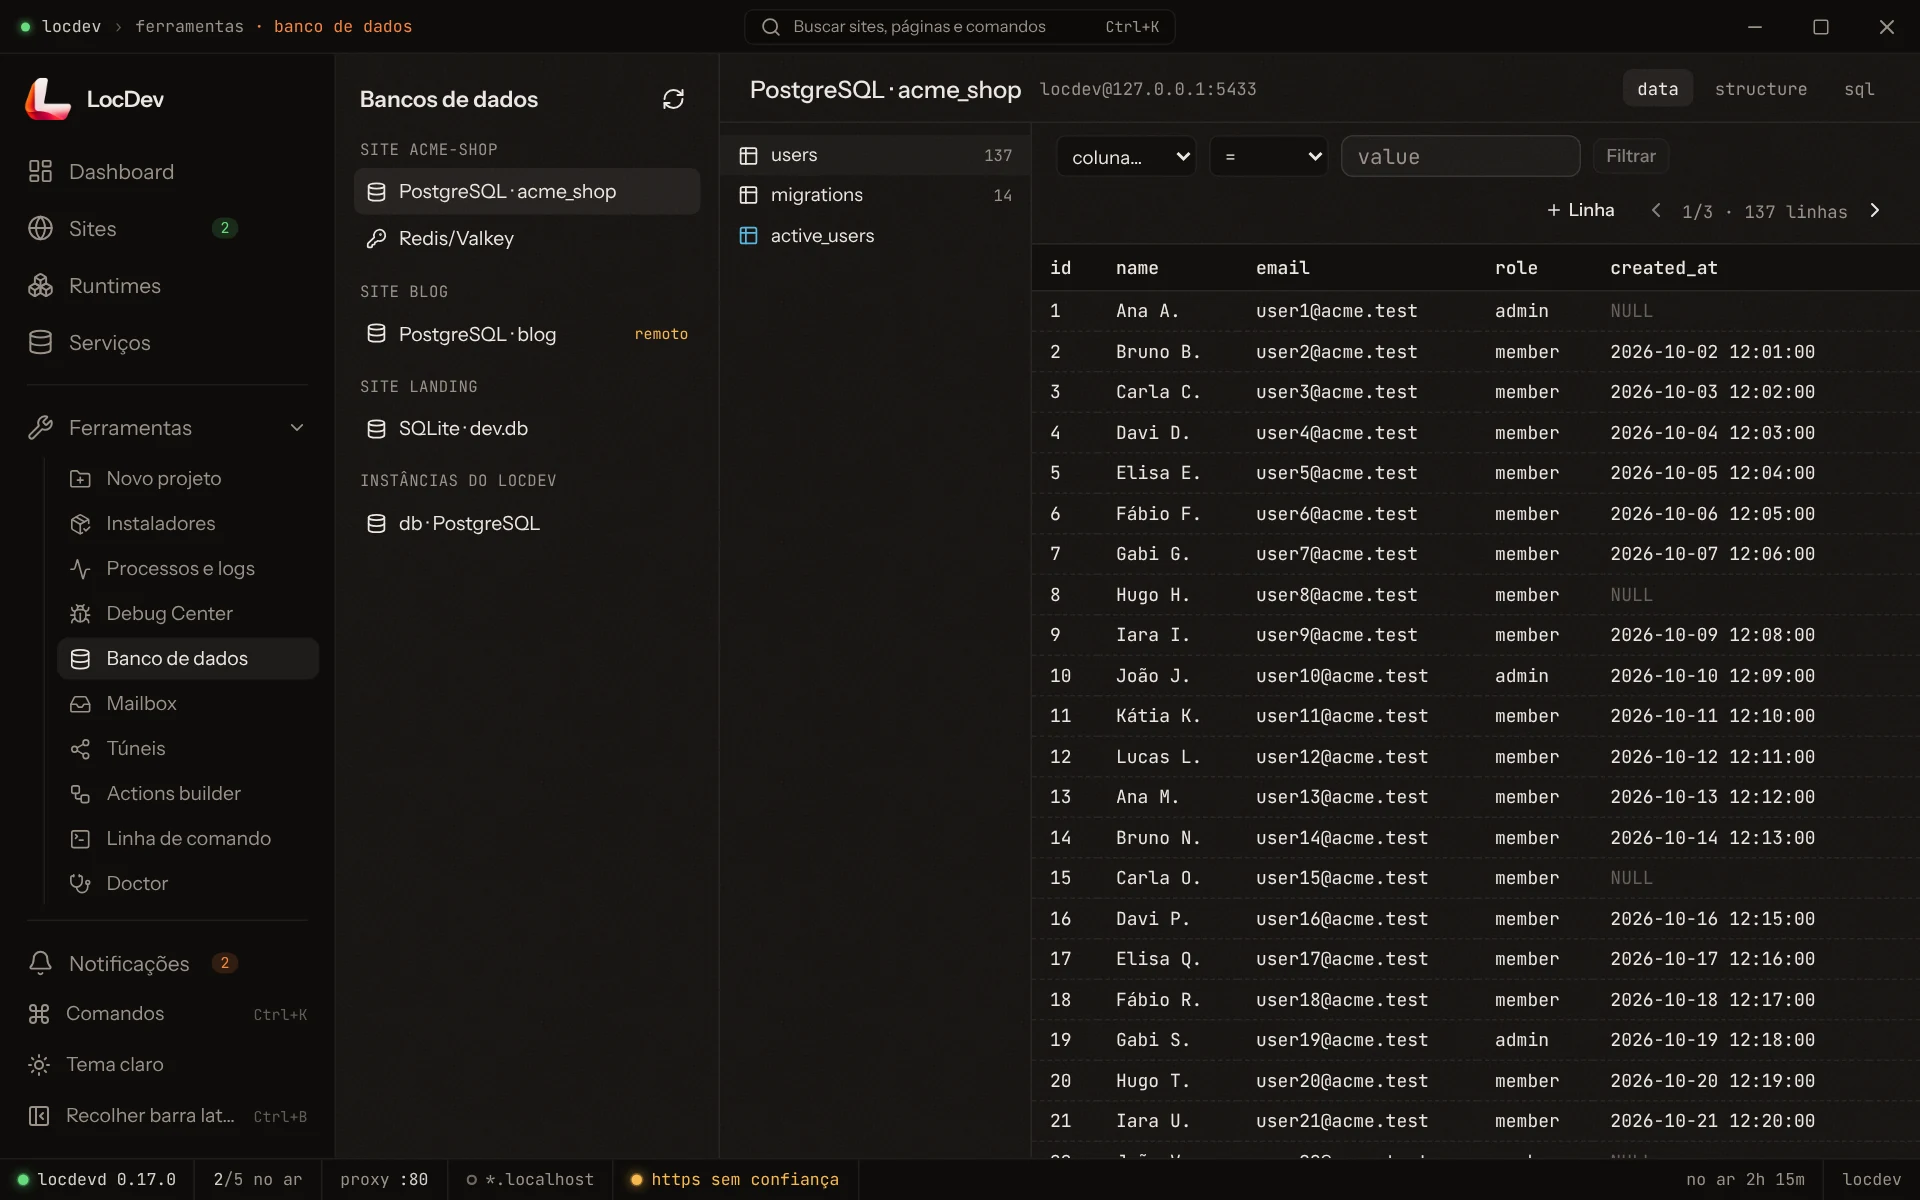 locdev › ferramentas · banco de dados
Buscar sites, páginas e comandos Ctrl+K
LocDev
Dashboard
Sites 2
Runtimes
Serviços
Ferramentas
Novo projeto
Instaladores
Processos e logs
Debug Center
Banco de dados
Mailbox
Túneis
Actions builder
Linha de comando
Doctor
Notificações 2
Comandos Ctrl+K
Tema claro
Recolher barra lat... Ctrl+B
Bancos de dados
SITE ACME-SHOP
PostgreSQL · acme_shop
Redis/Valkey
SITE BLOG
PostgreSQL · blog remoto
SITE LANDING
SQLite · dev.db
INSTÂNCIAS DO LOCDEV
db · PostgreSQL
PostgreSQL · acme_shop locdev@127.0.0.1:5433
data structure sql
users 137
migrations 14
active_users
coluna... = value Filtrar
+ Linha 1/3 · 137 linhas
id name email role created_at
1 Ana A. user1@acme.test admin NULL
2 Bruno B. user2@acme.test member 2026-10-02 12:01:00
3 Carla C. user3@acme.test member 2026-10-03 12:02:00
4 Davi D. user4@acme.test member 2026-10-04 12:03:00
5 Elisa E. user5@acme.test member 2026-10-05 12:04:00
6 Fábio F. user6@acme.test member 2026-10-06 12:05:00
7 Gabi G. user7@acme.test member 2026-10-07 12:06:00
8 Hugo H. user8@acme.test member NULL
9 Iara I. user9@acme.test member 2026-10-09 12:08:00
10 João J. user10@acme.test admin 2026-10-10 12:09:00
11 Kátia K. user11@acme.test member 2026-10-11 12:10:00
12 Lucas L. user12@acme.test member 2026-10-12 12:11:00
13 Ana M. user13@acme.test member 2026-10-13 12:12:00
14 Bruno N. user14@acme.test member 2026-10-14 12:13:00
15 Carla O. user15@acme.test member NULL
16 Davi P. user16@acme.test member 2026-10-16 12:15:00
17 Elisa Q. user17@acme.test member 2026-10-17 12:16:00
18 Fábio R. user18@acme.test member 2026-10-18 12:17:00
19 Gabi S. user19@acme.test admin 2026-10-19 12:18:00
20 Hugo T. user20@acme.test member 2026-10-20 12:19:00
21 Iara U. user21@acme.test member 2026-10-21 12:20:00
locdevd 0.17.0 2/5 no ar proxy :80 *.localhost https sem confiança no ar 2h 15m locdev